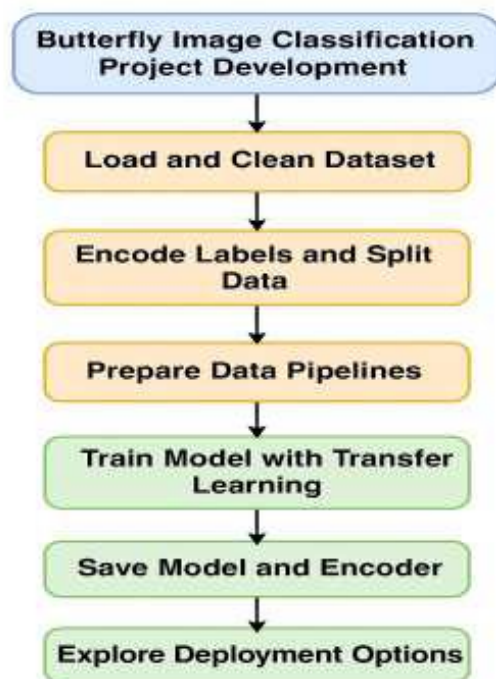 Butterfly Image Classification
Project Development
Load and Clean Dataset
Encode Labels and Split
Data
Prepare Data Pipelines
Train Model with Transfer
Learning
Save Model and Encoder
Explore Deployment Options